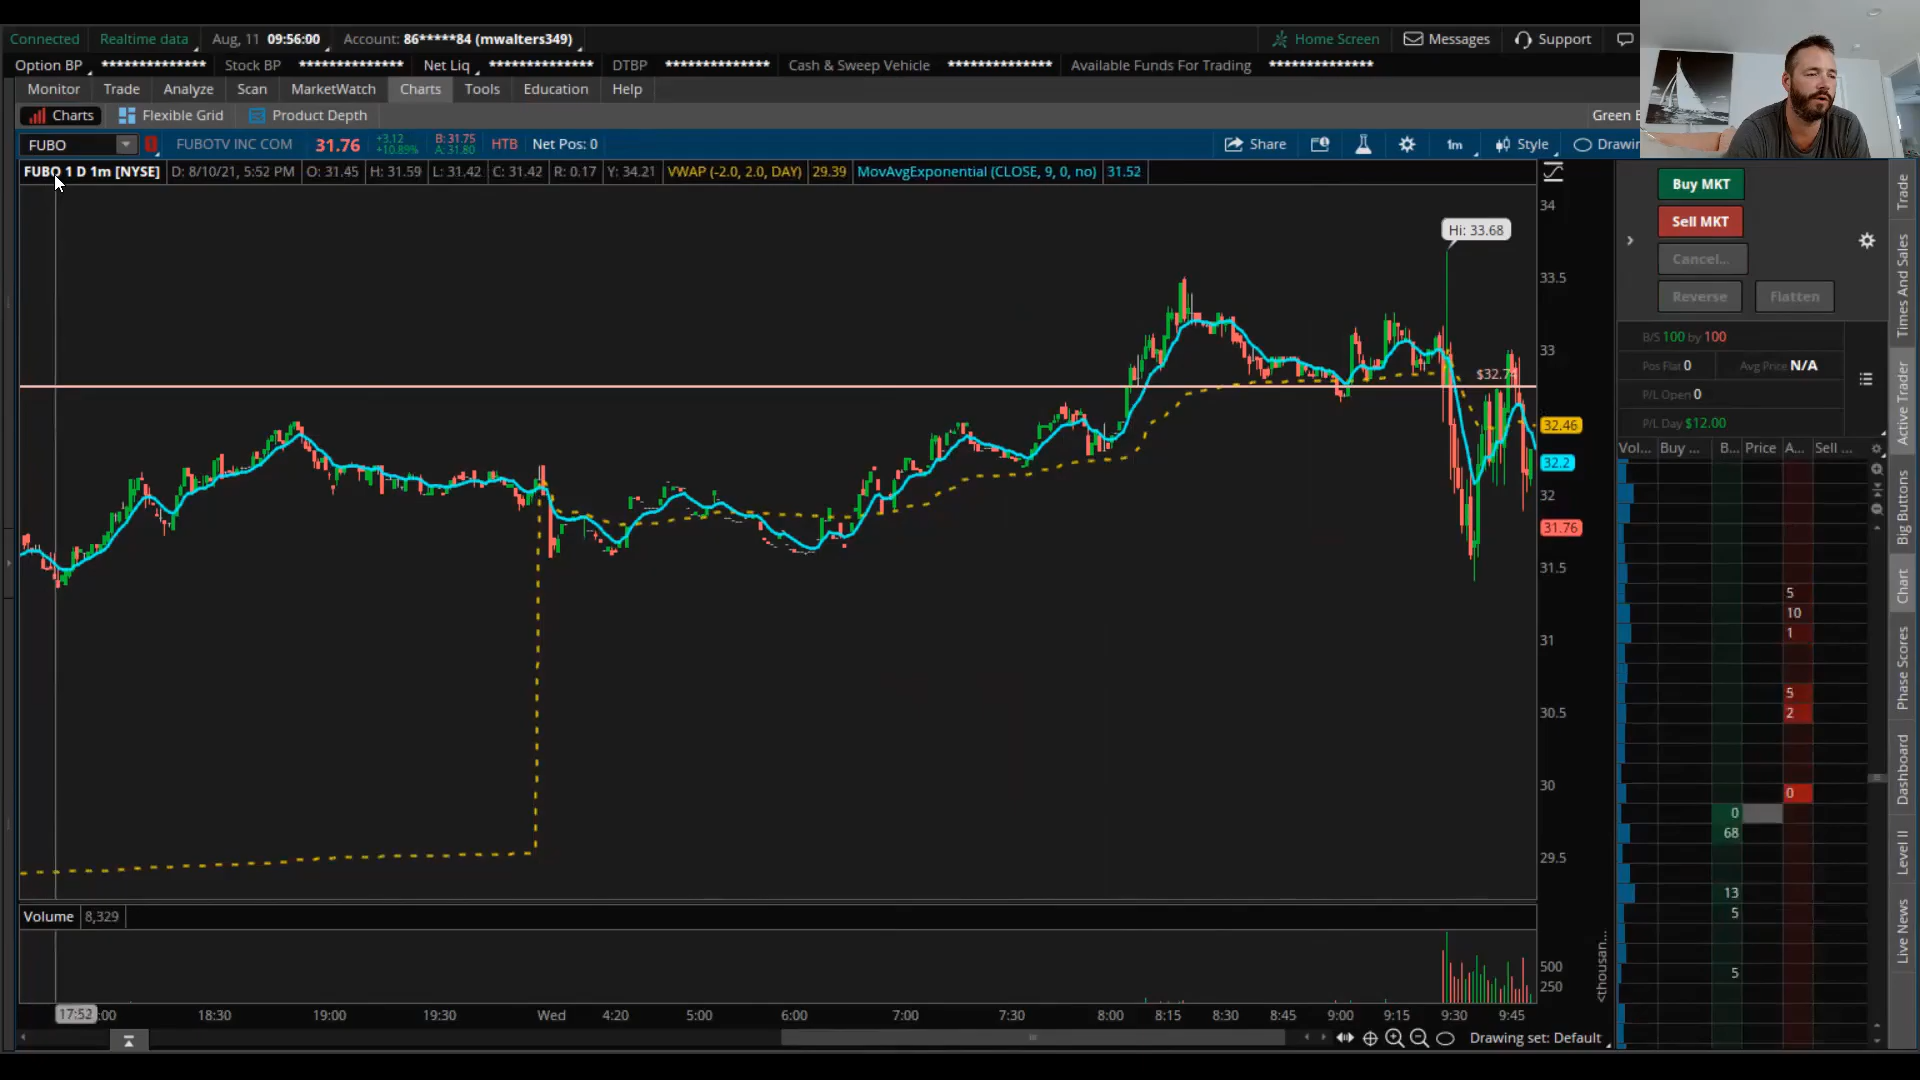 Connected Realtime data Aug, 11 09:56:00 Account: 86*****84 (mwalters349) Home Screen Messages Support
Option BP ************** Stock BP ************** Net Liq ************** DTBP ************** Cash & Sweep Vehicle ************** Available Funds For Trading **************
Monitor Trade Analyze Scan MarketWatch Charts Tools Education Help
Charts Flexible Grid Product Depth Green
FUBO FUBOTV INC COM 31.76 +3.12 +10.89% B: 31.75 A: 31.80 HTB Net Pos: 0 Share 1m Style Drawin
FUBO 1 D 1m [NYSE] D: 8/10/21, 5:52 PM O: 31.45 H: 31.59 L: 31.42 C: 31.42 R: 0.17 Y: 34.21 VWAP (-2.0, 2.0, DAY) 29.39 MovAvgExponential (CLOSE, 9, 0, no) 31.52
34
Hi: 33.68
33.5
33
$32.7
32.46
32.2
32
31.76
31.5
31
30.5
30
29.5
Volume 8,329
500
250
<thousan...
17:52 :00 18:30 19:00 19:30 Wed 4:20 5:00 6:00 7:00 7:30 8:00 8:15 8:30 8:45 9:00 9:15 9:30 9:45
Drawing set: Default
Buy MKT
Sell MKT
Cancel...
Reverse Flatten
B/S 100 by 100
Pos Flat 0 Avg Price N/A
P/L Open 0
P/L Day $12.00
Vol... Buy ... B... Price A... Sell ...
5
10
1
5
2
0
0
68
13
5
5
Trade
Times And Sales
Active Trader
Big Buttons
Chart
Phase Scores
Dashboard
Level II
Live News